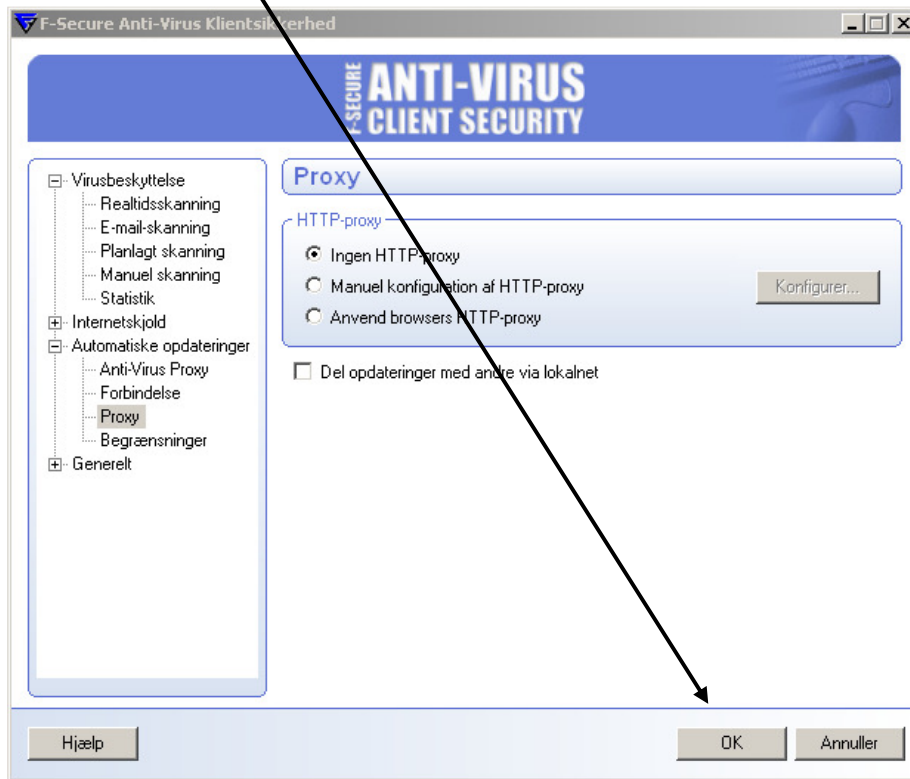 F-Secure Anti-Virus Klientsikkerhed
F-SECURE
ANTI-VIRUS
CLIENT SECURITY
Virusbeskyttelse
Realtidsskanning
E-mail-skanning
Planlagt skanning
Manuel skanning
Statistik
Internetskjold
Automatiske opdateringer
Anti-Virus Proxy
Forbindelse
Proxy
Begrænsninger
Generelt
Proxy
HTTP-proxy
Ingen HTTP-proxy
Manuel konfiguration af HTTP-proxy
Konfigurer...
Anvend browsers HTTP-proxy
Del opdateringer med andre via lokalnet
Hjælp
OK
Annuller